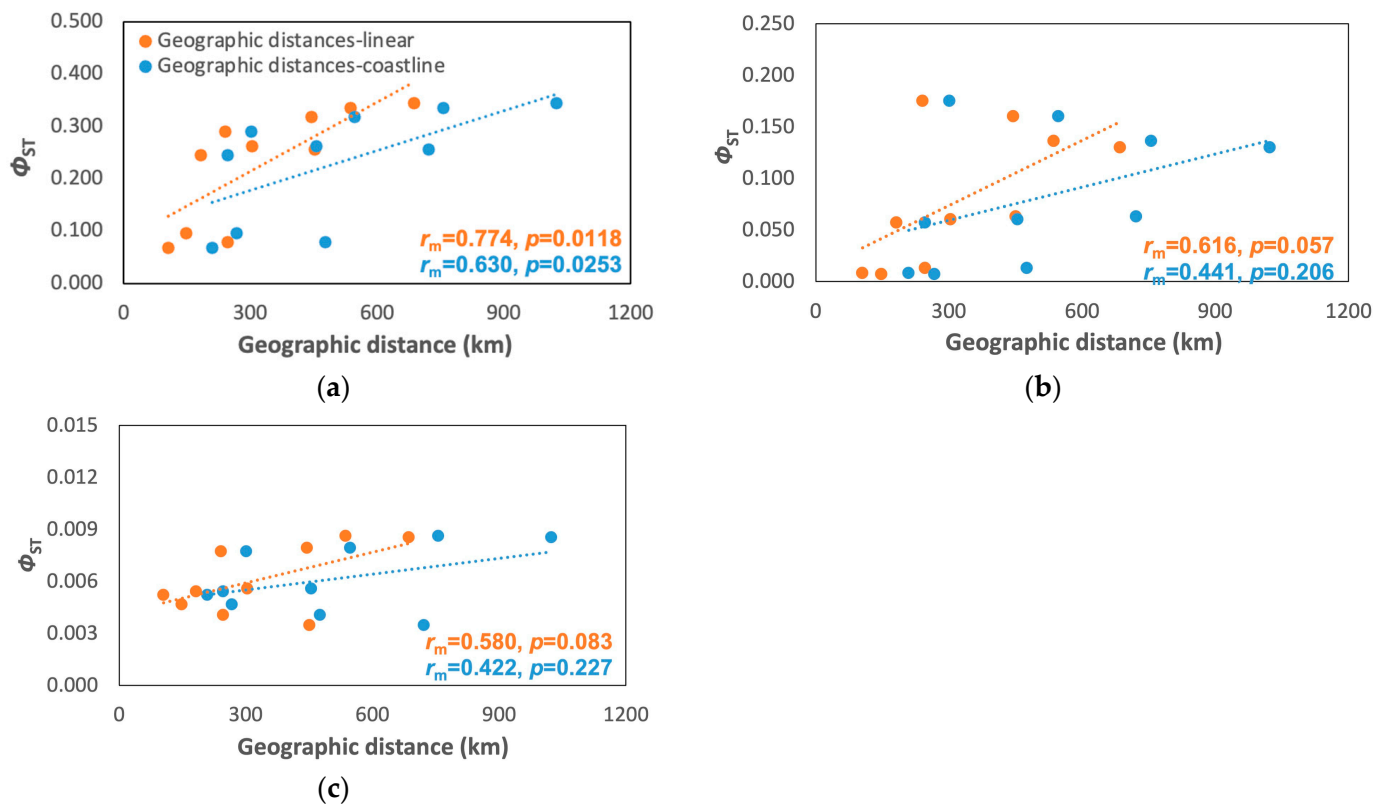 0.500
0.400
0.300
0.200
0.100
0.000
ΦST
Geographic distances-linear
Geographic distances-coastline
rm=0.774, p=0.0118
rm=0.630, p=0.0253
0 300 600 900 1200
Geographic distance (km)
(a)
0.250
0.200
0.150
0.100
0.050
0.000
ΦST
rm=0.616, p=0.057
rm=0.441, p=0.206
0 300 600 900 1200
Geographic distance (km)
(b)
0.015
0.012
0.009
0.006
0.003
0.000
ΦST
rm=0.580, p=0.083
rm=0.422, p=0.227
0 300 600 900 1200
Geographic distance (km)
(c)